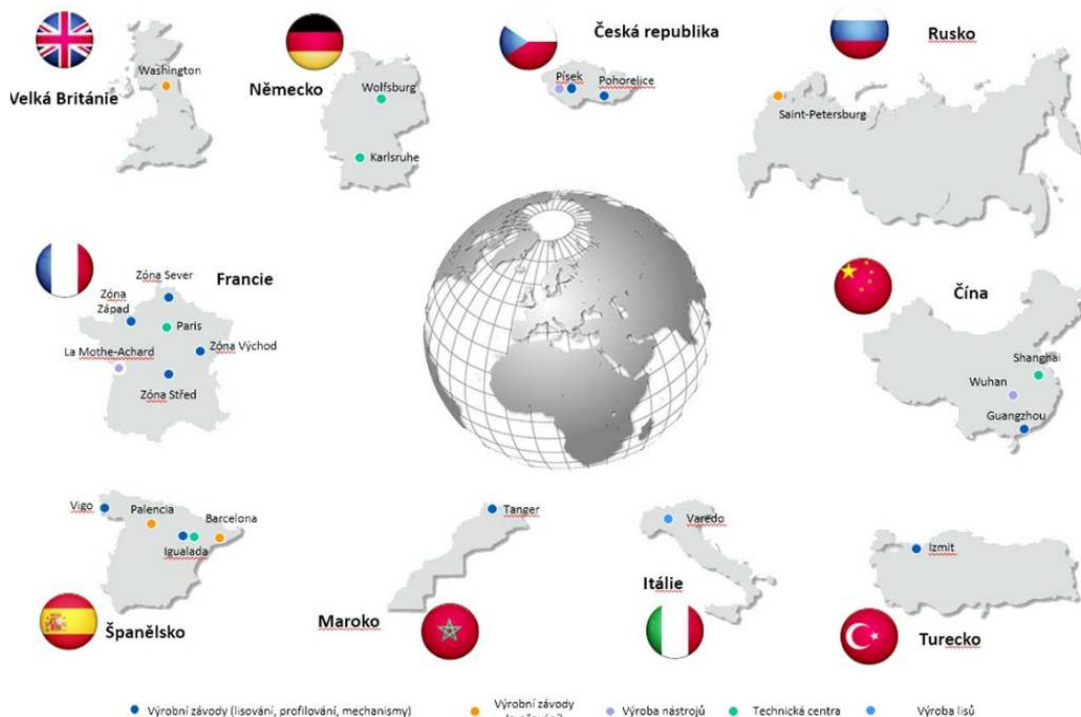 Washington
Velká Británie
Německo
Wolfsburg
Karlsruhe
Česká republika
Písek
Pohorelice
Rusko
Saint-Petersburg
Francie
Zóna Sever
Zóna
Západ
Paris
La Mothe-Achard
Zóna Východ
Zóna Střed
Čína
Shanghai
Wuhan
Guangzhou
Vigo
Palencia
Barcelona
Igualada
Španělsko
Tanger
Maroko
Varedo
Itálie
Izmit
Turecko
Výrobní závody (lisování, profilování, mechanismy)
Výrobní závody
Výroba nástrojů
Technická centra
Výroba lisů